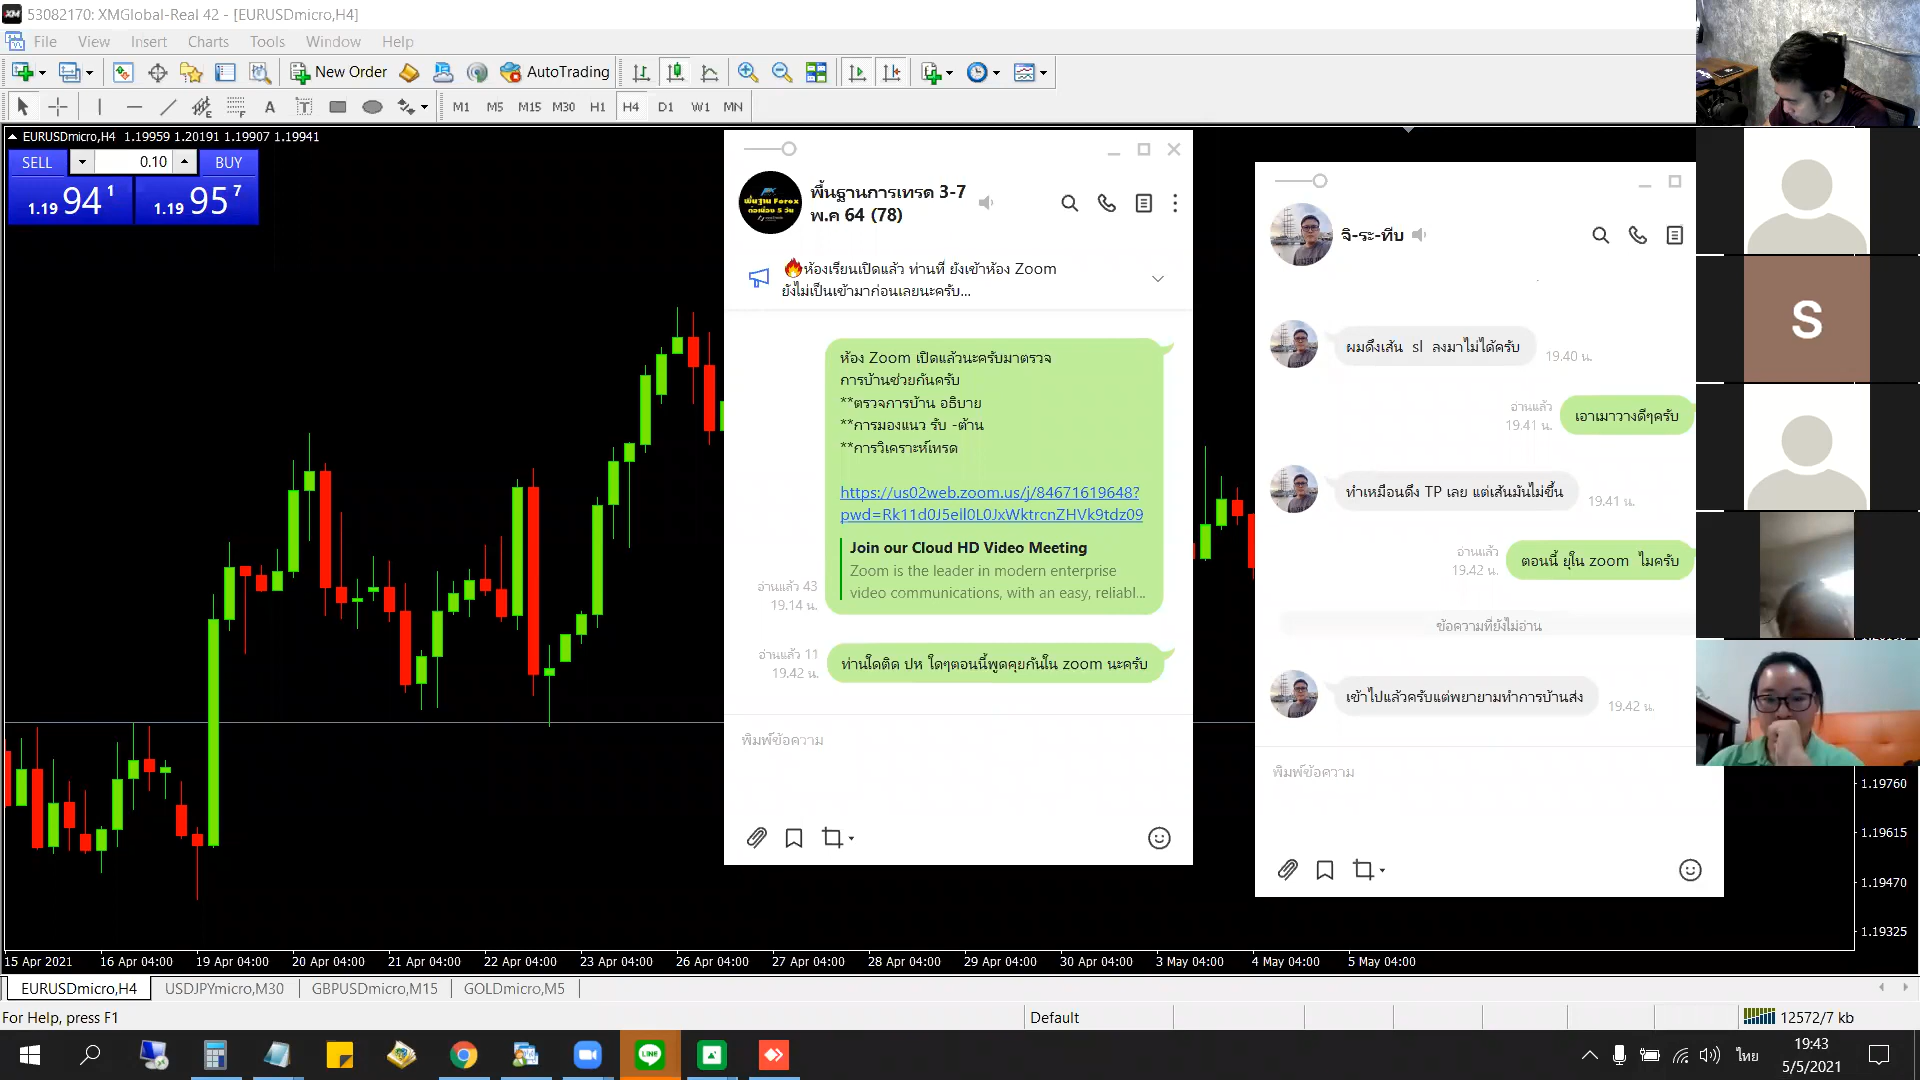 53082170: XMGlobal-Real 42 - [EURUSDmicro,H4]
File View Insert Charts Tools Window Help
New Order AutoTrading
A T M1 M5 M15 M30 H1 H4 D1 W1 MN
EURUSDmicro,H4 1.19959 1.20191 1.19907 1.19941
SELL 0.10 BUY
1.19 94 1 1.19 95 7
พื้นฐาน Forex
ต่อเนื่อง 5 วัน
พื้นฐานการเทรด 3-7
พ.ค 64 (78)
🔥ห้องเรียนเปิดแล้ว ท่านที่ ยังเข้าห้อง Zoom
ยังไม่เป็นเข้ามาก่อนเลยนะครับ...
ห้อง Zoom เปิดแล้วนะครับมาตรวจ
การบ้านช่วยกันครับ
**ตรวจการบ้าน อธิบาย
**การมองแนว รับ -ต้าน
**การวิเคราะห์เทรด
https://us02web.zoom.us/j/84671619648?
pwd=Rk11d0J5ell0L0JxWktrcnZHVk9tdz09
Join our Cloud HD Video Meeting
Zoom is the leader in modern enterprise
video communications, with an easy, reliabl...
อ่านแล้ว 43
19.14 น.
ท่านใดติด ปห ใดๆตอนนี้พูดคุยกันใน zoom นะครับ
อ่านแล้ว 11
19.42 น.
พิมพ์ข้อความ
จิ-ระ-ทีบ
ผมดึงเส้น sl ลงมาไม่ได้ครับ
19.40 น.
อ่านแล้ว
19.41 น.
เอาเมาวางดีๆครับ
ทำเหมือนดึง TP เลย แต่เส้นมันไม่ขึ้น
19.41 น.
อ่านแล้ว
19.42 น.
ตอนนี้ ยุใน zoom ไมครับ
ข้อความที่ยังไม่อ่าน
เข้าไปแล้วครับแต่พยายามทำการบ้านส่ง
19.42 น.
พิมพ์ข้อความ
S
1.19760
1.19615
1.19470
1.19325
15 Apr 2021 16 Apr 04:00 19 Apr 04:00 20 Apr 04:00 21 Apr 04:00 22 Apr 04:00 23 Apr 04:00 26 Apr 04:00 27 Apr 04:00 28 Apr 04:00 29 Apr 04:00 30 Apr 04:00 3 May 04:00 4 May 04:00 5 May 04:00
EURUSDmicro,H4 USDJPYmicro,M30 GBPUSDmicro,M15 GOLDmicro,M5
For Help, press F1 Default 12572/7 kb
LINE ไทย 19:43
5/5/2021